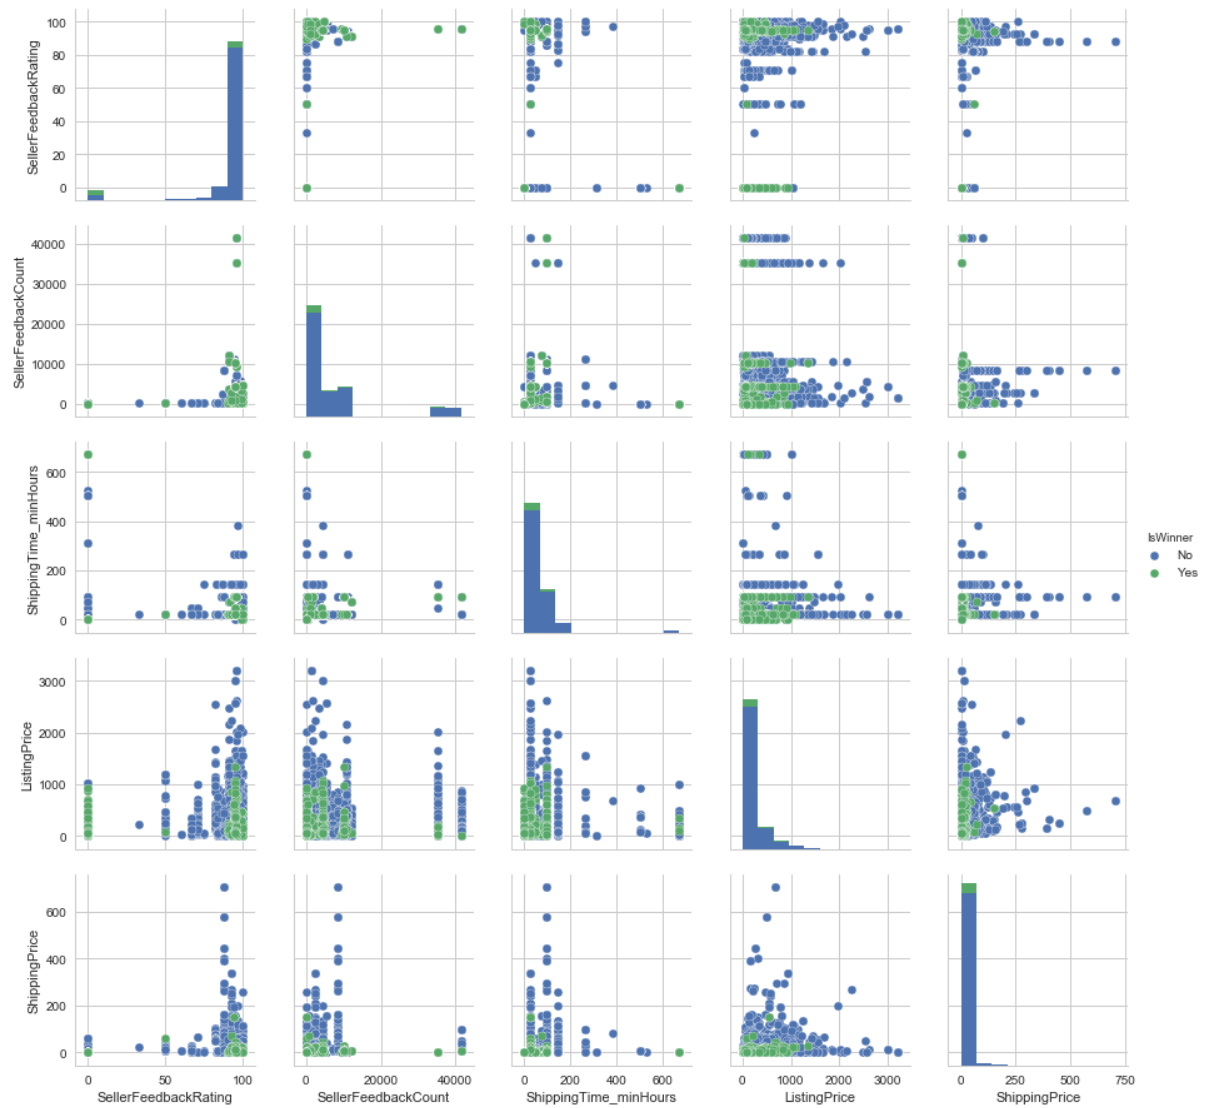 SellerFeedbackRating
100
80
60
40
20
0
SellerFeedbackCount
40000
30000
20000
10000
0
ShippingTime_minHours
600
400
200
0
IsWinner
No
Yes
ListingPrice
3000
2000
1000
0
ShippingPrice
600
400
200
0
0 50 100
0 20000 40000
0 200 400 600
0 1000 2000 3000
0 250 500 750
SellerFeedbackRating
SellerFeedbackCount
ShippingTime_minHours
ListingPrice
ShippingPrice